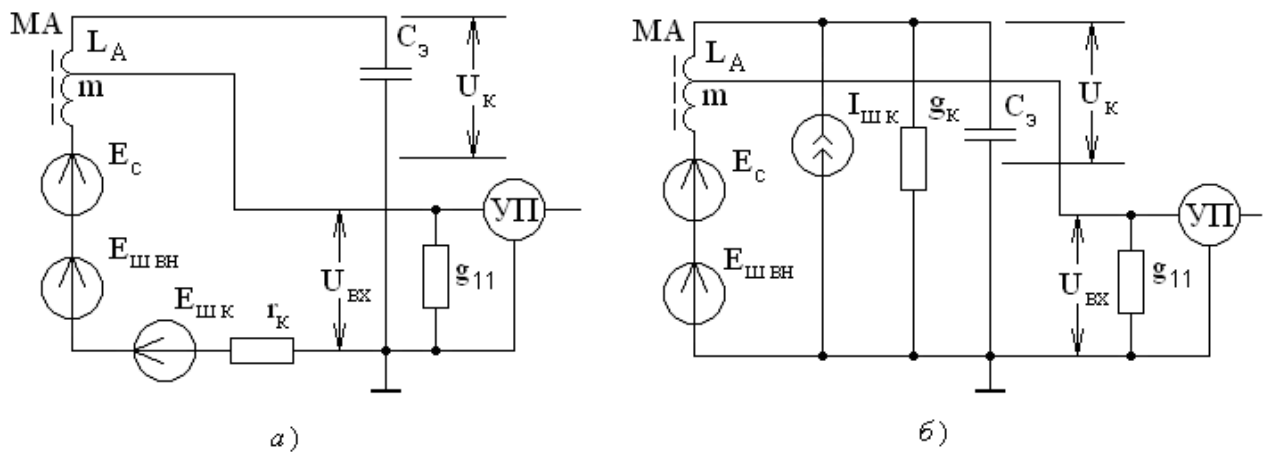 МА
L А
m
C э
U к
E с
E ш вн
E ш к
r к
U вх
g 11
УП
а)
МА
L А
m
I ш к
g к
C э
U к
E с
E ш вн
U вх
g 11
УП
б)